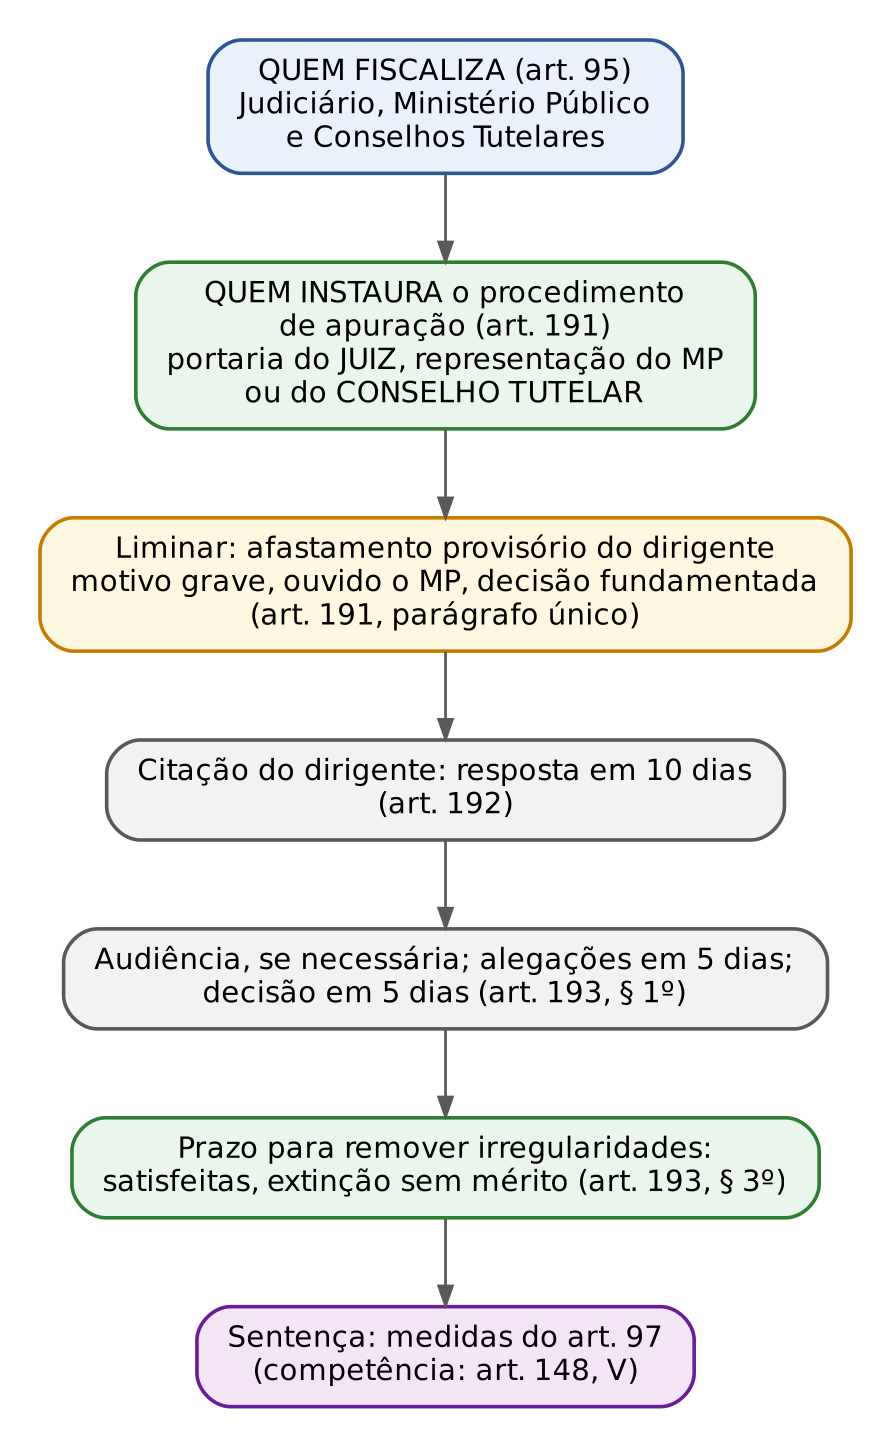 QUEM FISCALIZA (art. 95)
Judiciário, Ministério Público
e Conselhos Tutelares
QUEM INSTAURA o procedimento
de apuração (art. 191)
portaria do JUIZ, representação do MP
ou do CONSELHO TUTELAR
Liminar: afastamento provisório do dirigente
motivo grave, ouvido o MP, decisão fundamentada
(art. 191, parágrafo único)
Citação do dirigente: resposta em 10 dias
(art. 192)
Audiência, se necessária; alegações em 5 dias;
decisão em 5 dias (art. 193, § 1º)
Prazo para remover irregularidades:
satisfeitas, extinção sem mérito (art. 193, § 3º)
Sentença: medidas do art. 97
(competência: art. 148, V)